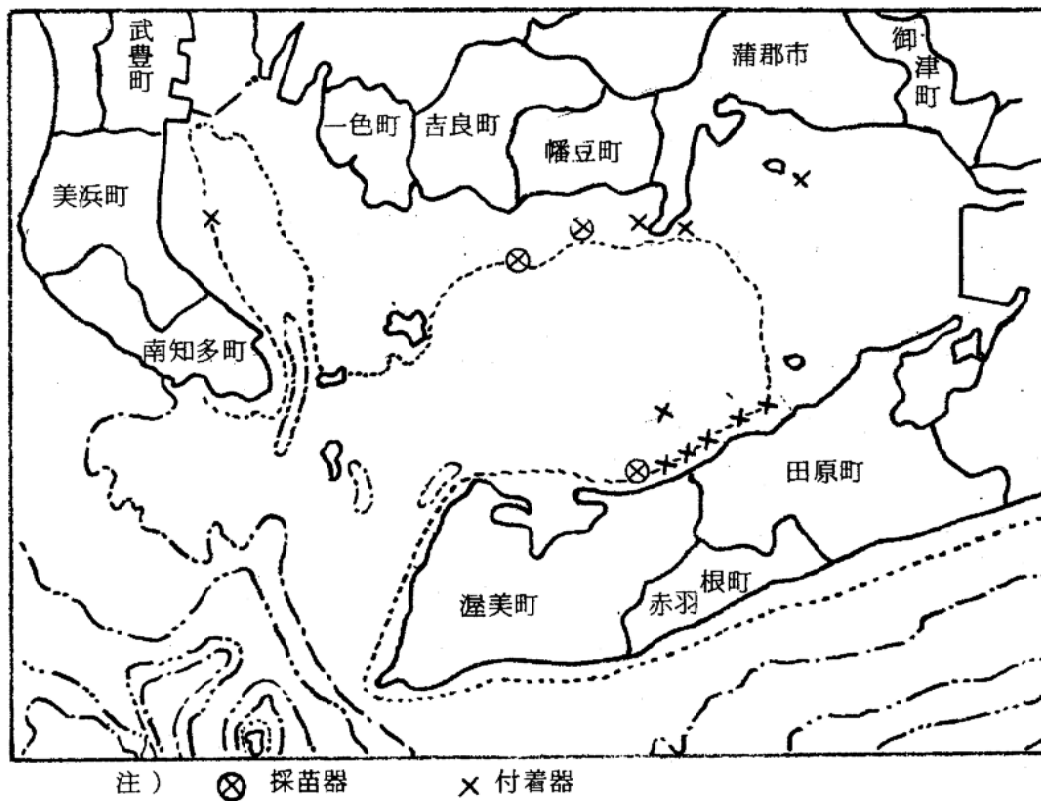 武豊町
一色町
吉良町
幡豆町
蒲郡市
御津町
美浜町
南知多町
田原町
渥美町
赤羽根町
注） ⊗ 採苗器 × 付着器